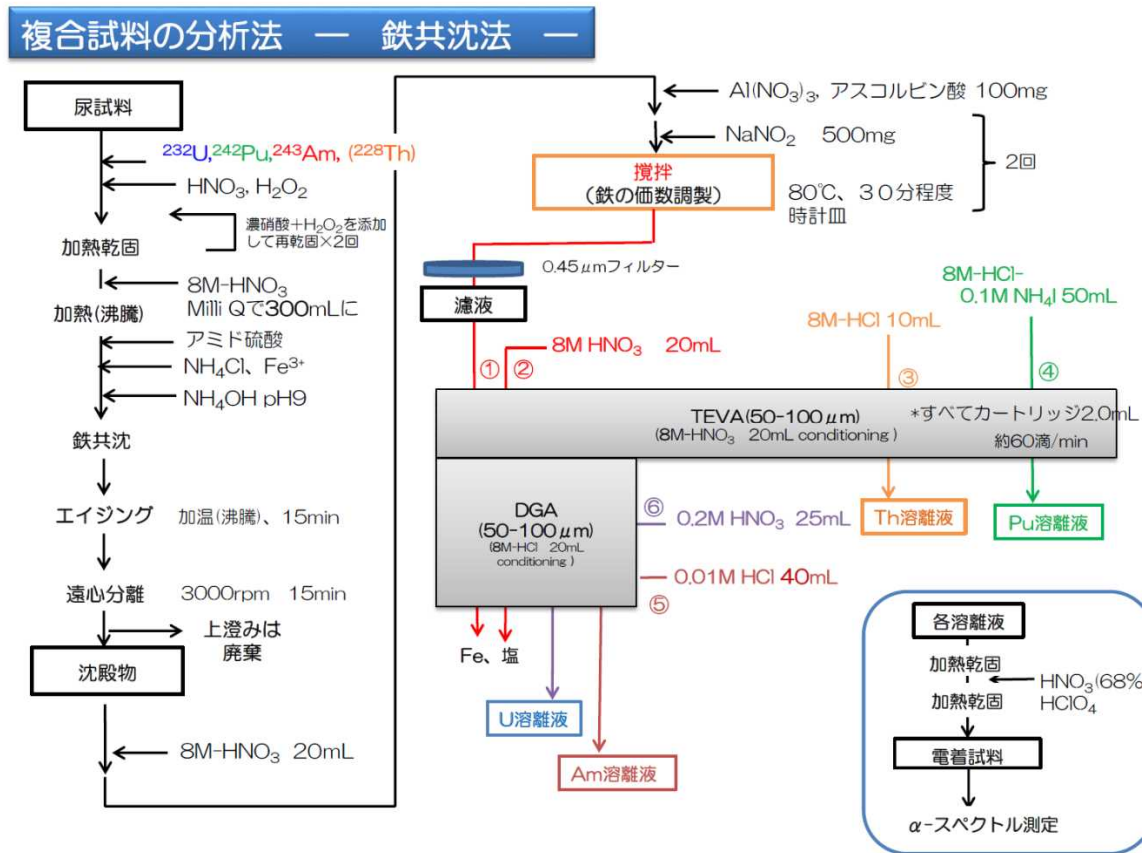 複合試料の分析法 ― 鉄共沈法 ―
尿試料
²³²U,²⁴²Pu,²⁴³Am, (²²⁸Th)
HNO₃, H₂O₂
濃硝酸+H₂O₂を添加
して再乾固×2回
加熱乾固
8M-HNO₃
Milli Qで300mLに
加熱(沸騰)
アミド硫酸
NH₄Cl、Fe³⁺
NH₄OH pH9
鉄共沈
エイジング 加温(沸騰)、15min
遠心分離 3000rpm 15min
上澄みは
廃棄
沈殿物
8M-HNO₃ 20mL
Al(NO₃)₃, アスコルビン酸 100mg
NaNO₂ 500mg
2回
撹拌
(鉄の価数調製)
80℃、30分程度
時計皿
0.45μmフィルター
濾液
① ②
8M HNO₃ 20mL
8M-HCl 10mL
③
8M-HCl-
0.1M NH₄I 50mL
④
TEVA(50-100μm)
(8M-HNO₃ 20mL conditioning )
*すべてカートリッジ2.0mL
約60滴/min
DGA
(50-100μm)
(8M-HCl 20mL
conditioning )
⑥
0.2M HNO₃ 25mL
0.01M HCl 40mL
⑤
Th溶離液
Pu溶離液
Fe、塩
U溶離液
Am溶離液
各溶離液
加熱乾固
HNO₃(68%
HClO₄
加熱乾固
電着試料
α-スペクトル測定